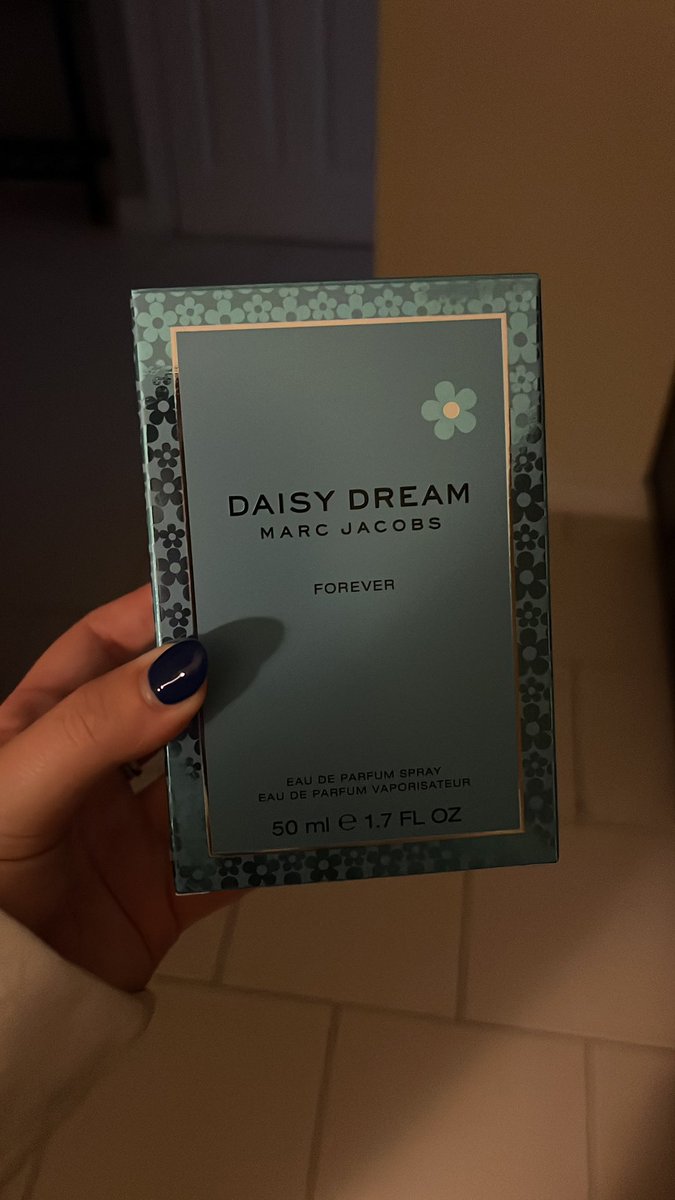 DAISY DREAM
MARC JACOBS
FOREVER
EAU DE PARFUM SPRAY
EAU DE PARFUM VAPORISATEUR
50 ml ℮ 1.7 FL OZ